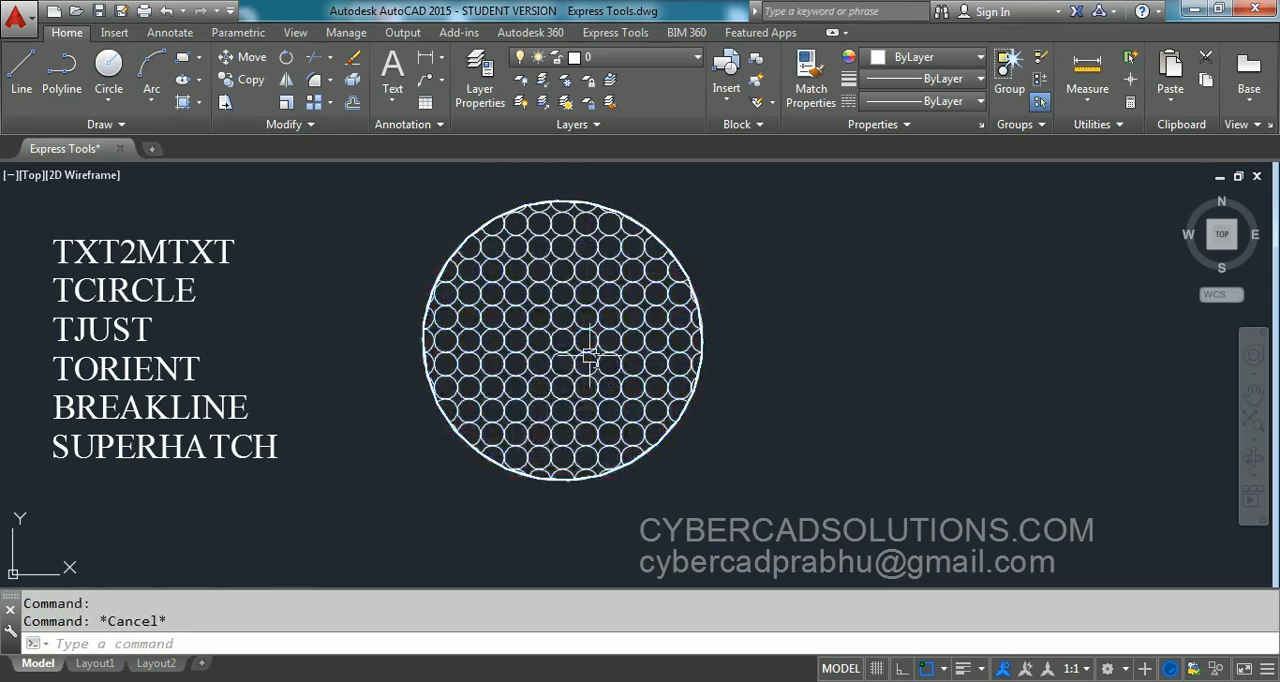 Autodesk AutoCAD 2015 - STUDENT VERSION Express Tools.dwg
Type a keyword or phrase
Sign In
Home Insert Annotate Parametric View Manage Output Add-ins Autodesk 360 Express Tools BIM 360 Featured Apps
Line Polyline Circle Arc
Move
Copy
Text
Layer
Properties
0
Insert
Match
Properties
ByLayer
ByLayer
ByLayer
Group
Measure
Paste
Base
Draw Modify Annotation Layers Block Properties Groups Utilities Clipboard View
Express Tools*
[−][Top][2D Wireframe]
N
W TOP E
S
WCS
TXT2MTXT
TCIRCLE
TJUST
TORIENT
BREAKLINE
SUPERHATCH
Y
X
CYBERCADSOLUTIONS.COM
cybercadprabhu@gmail.com
Command:
Command: *Cancel*
Type a command
Model Layout1 Layout2 +
MODEL 1:1